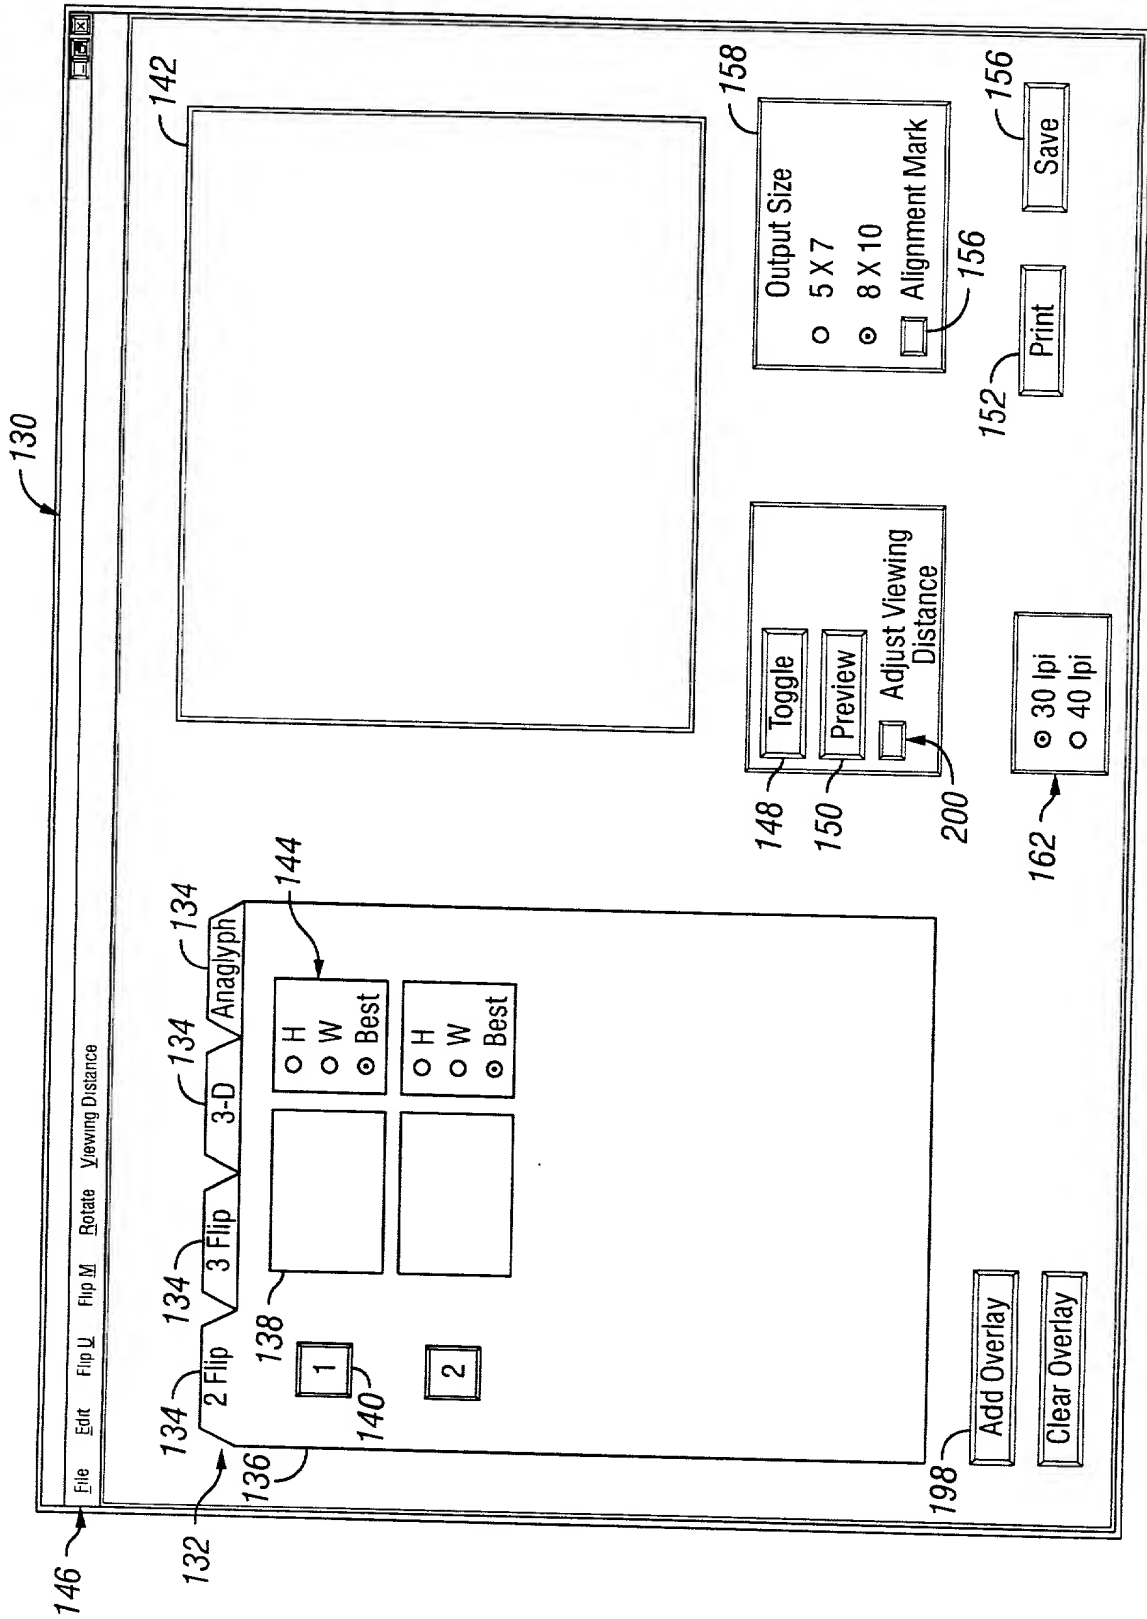 130
146
File Edit Flip U Flip M Rotate Viewing Distance
132
134
134
134
134
2 Flip 3 Flip 3-D Anaglyph
136
138
144
1
H
W
Best
140
2
H
W
Best
142
148
Toggle
150
Preview
Adjust Viewing
Distance
200
158
Output Size
5 X 7
8 X 10
Alignment Mark
156
198
Add Overlay
Clear Overlay
162
30 lpi
40 lpi
152
Print
156
Save